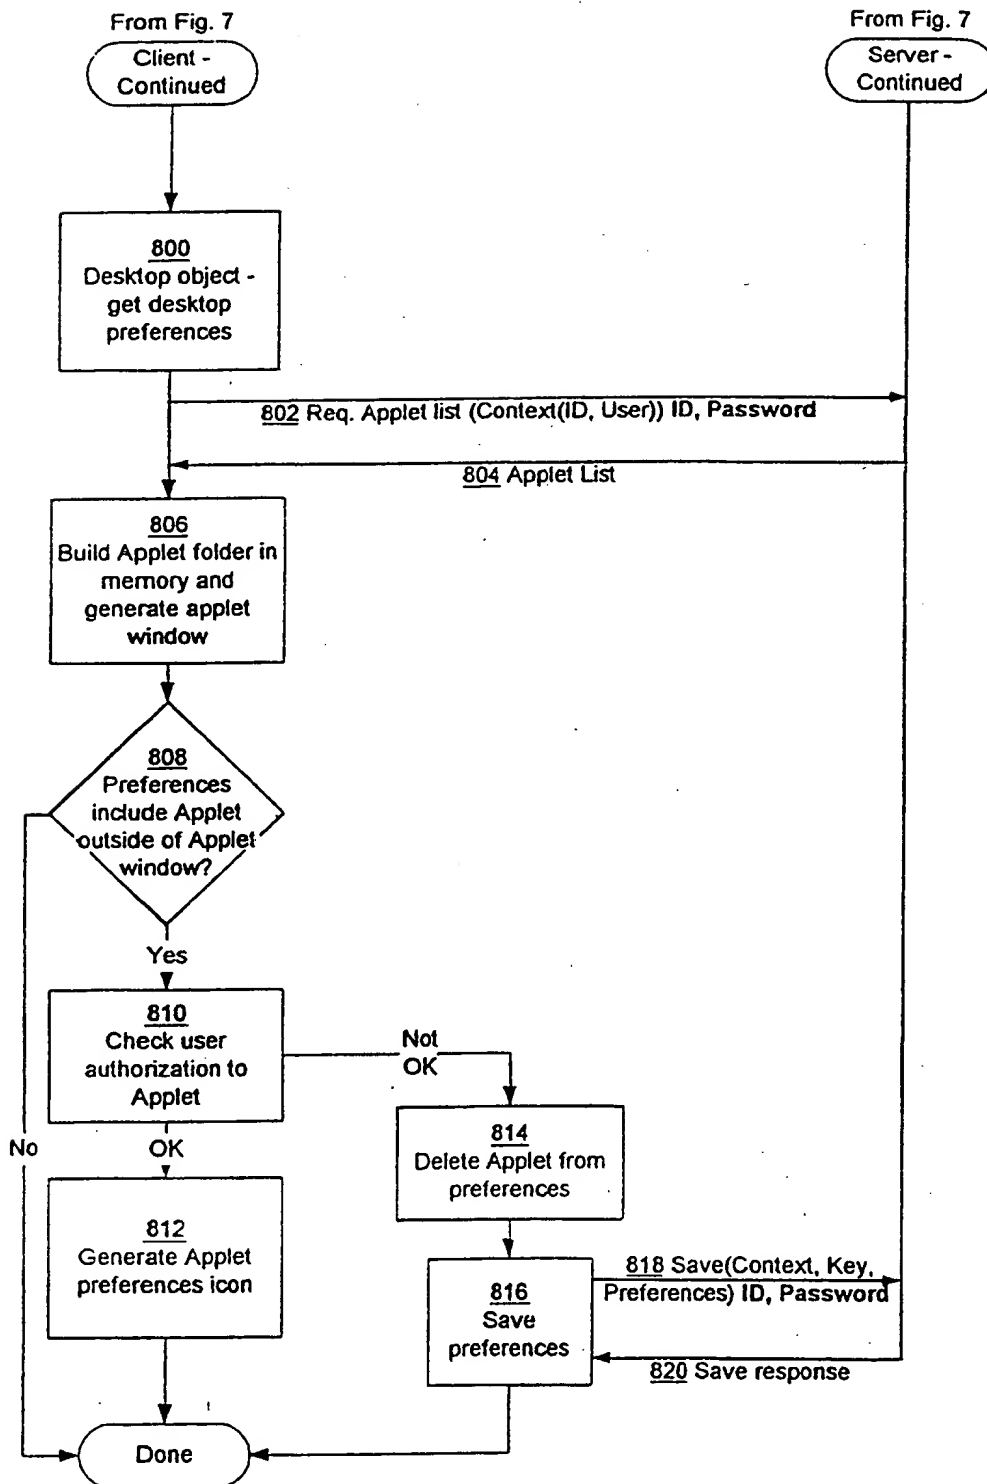 From Fig. 7
Client -
Continued
From Fig. 7
Server -
Continued
800
Desktop object -
get desktop
preferences
802 Req. Applet list (Context(ID, User)) ID, Password
804 Applet List
806
Build Applet folder in
memory and
generate applet
window
808
Preferences
include Applet
outside of Applet
window?
Yes
No
810
Check user
authorization to
Applet
Not
OK
OK
814
Delete Applet from
preferences
812
Generate Applet
preferences icon
816
Save
preferences
818 Save(Context, Key,
Preferences) ID, Password
820 Save response
Done